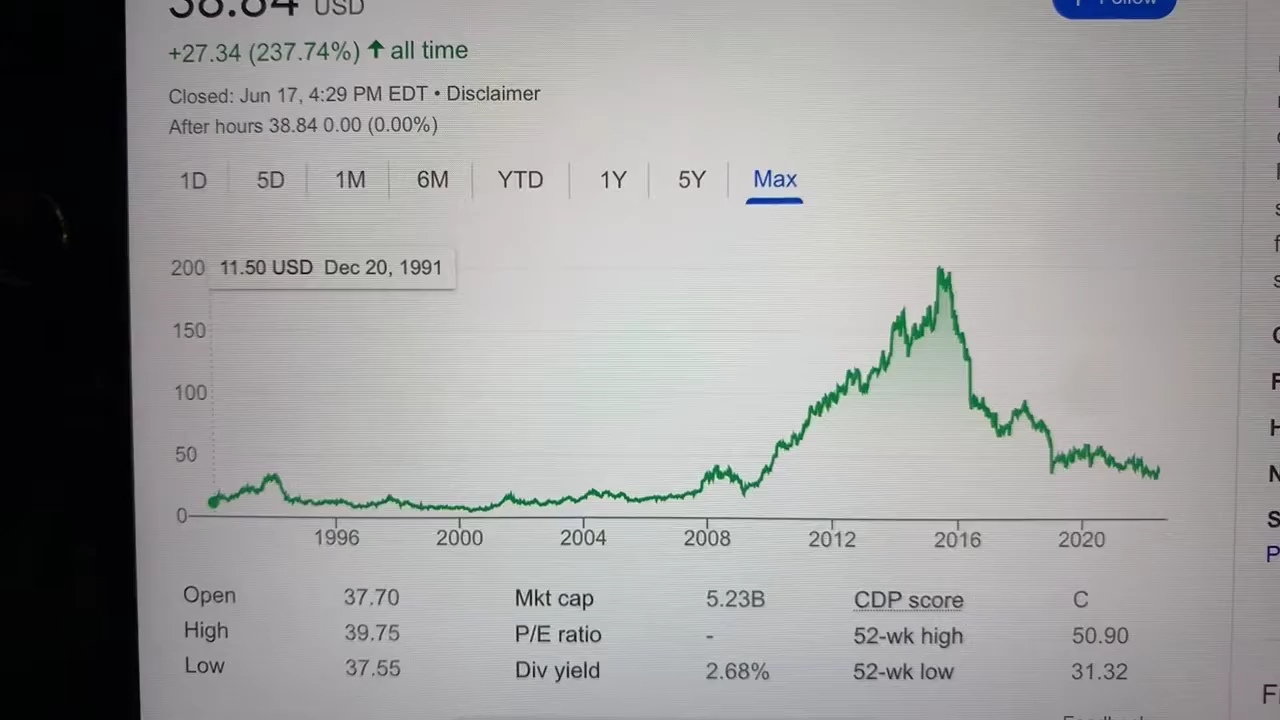 38.84 USD
Follow
+27.34 (237.74%) ↑ all time
Closed: Jun 17, 4:29 PM EDT • Disclaimer
After hours 38.84 0.00 (0.00%)
1D 5D 1M 6M YTD 1Y 5Y Max
200 11.50 USD Dec 20, 1991
150
100
50
0
1996 2000 2004 2008 2012 2016 2020
Open 37.70 Mkt cap 5.23B CDP score C
High 39.75 P/E ratio - 52-wk high 50.90
Low 37.55 Div yield 2.68% 52-wk low 31.32